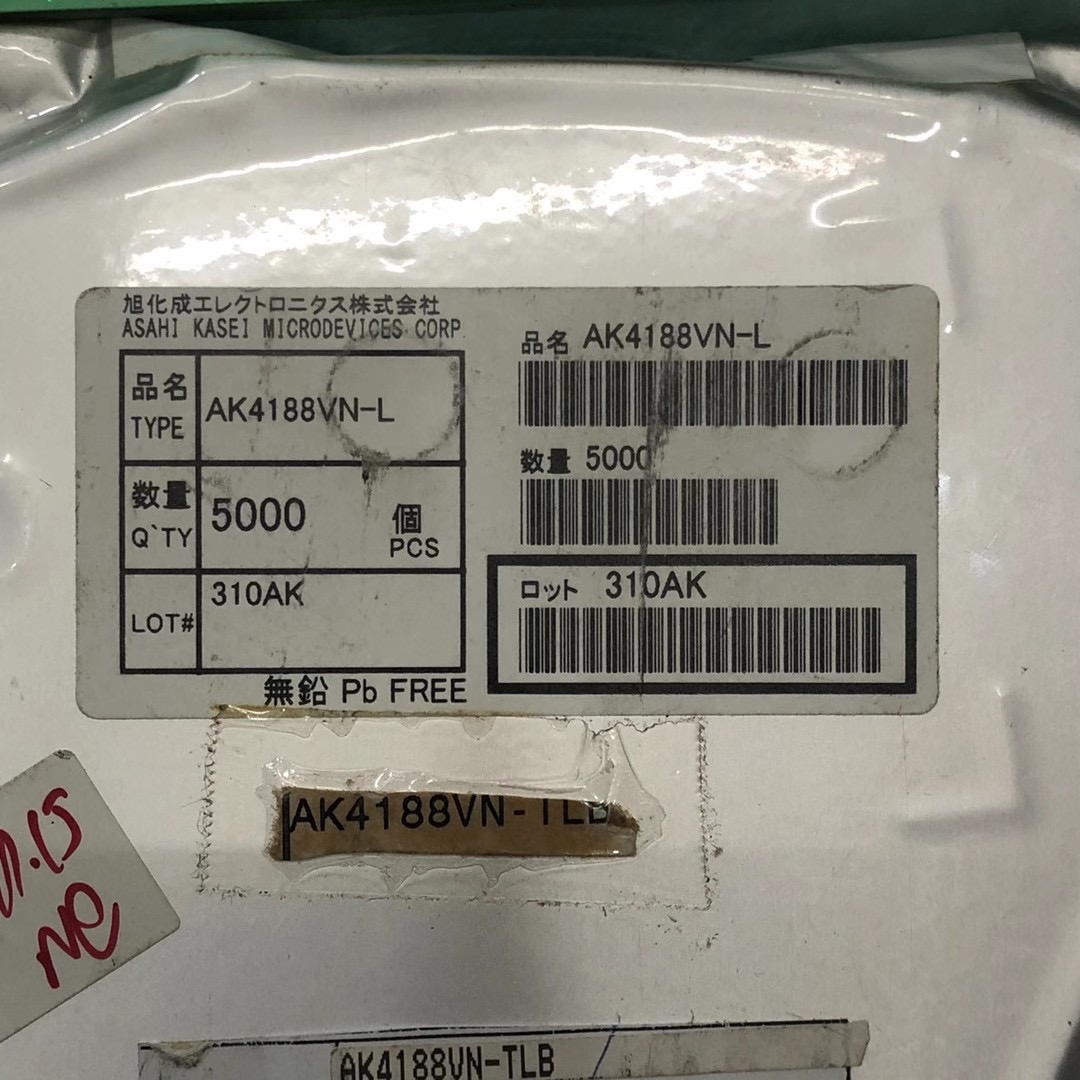 旭化成エレクトロニクス株式会社
ASAHI KASEI MICRODEVICES CORP.
品名
TYPE
AK4188VN-L
数量
Q`TY
5000
個
PCS
LOT#
310AK
無鉛 Pb FREE
品名 AK4188VN-L
数量 5000
ロット 310AK
AK4188VN-TLB
AK4188VN-TLB